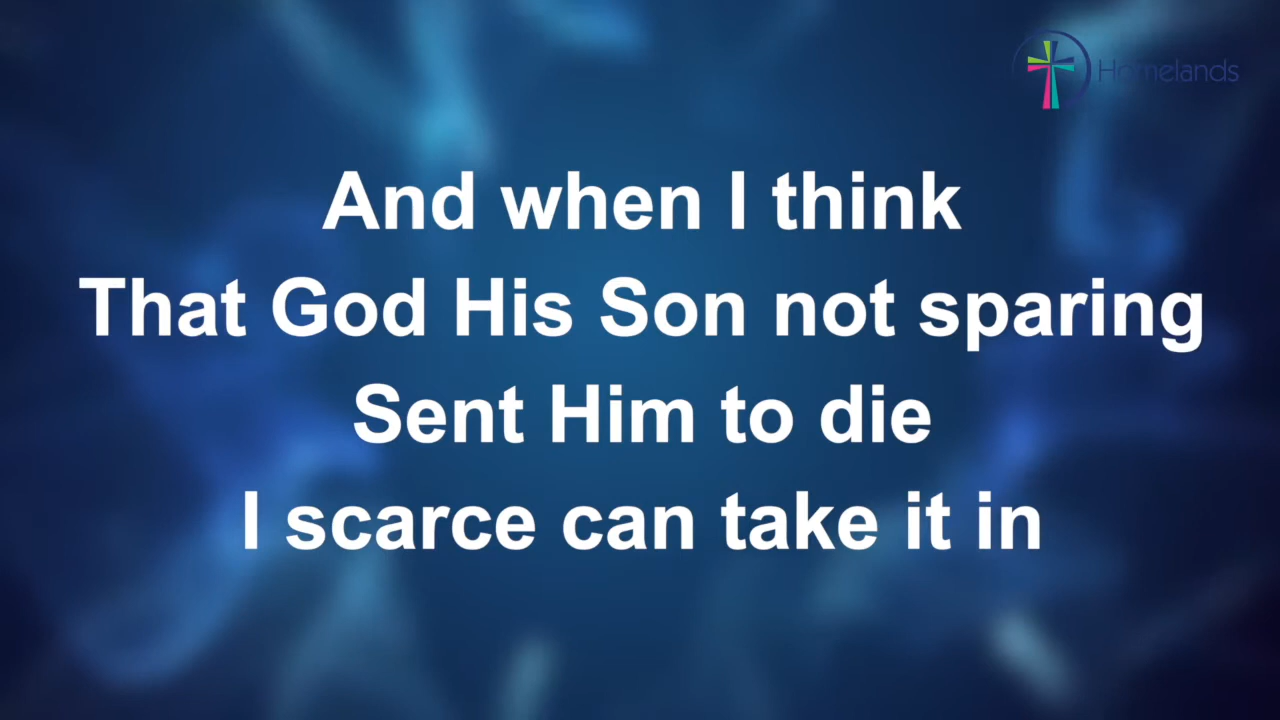 Homelands
And when I think
That God His Son not sparing
Sent Him to die
I scarce can take it in